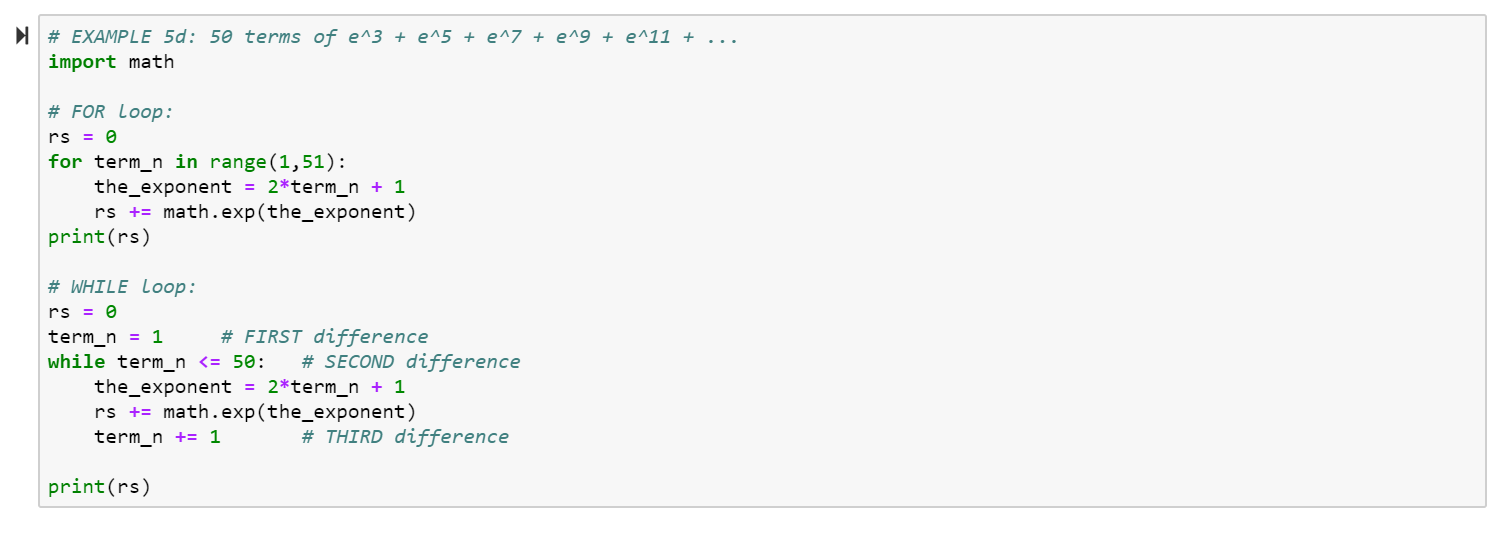 # EXAMPLE 5d: 50 terms of e^3 + e^5 + e^7 + e^9 + e^11 + ...
import math
# FOR loop:
rs = 0
for term_n in range(1,51):
    the_exponent = 2*term_n + 1
    rs += math.exp(the_exponent)
print(rs)
# WHILE loop:
rs = 0
term_n = 1     # FIRST difference
while term_n <= 50:   # SECOND difference
    the_exponent = 2*term_n + 1
    rs += math.exp(the_exponent)
    term_n += 1       # THIRD difference
print(rs)